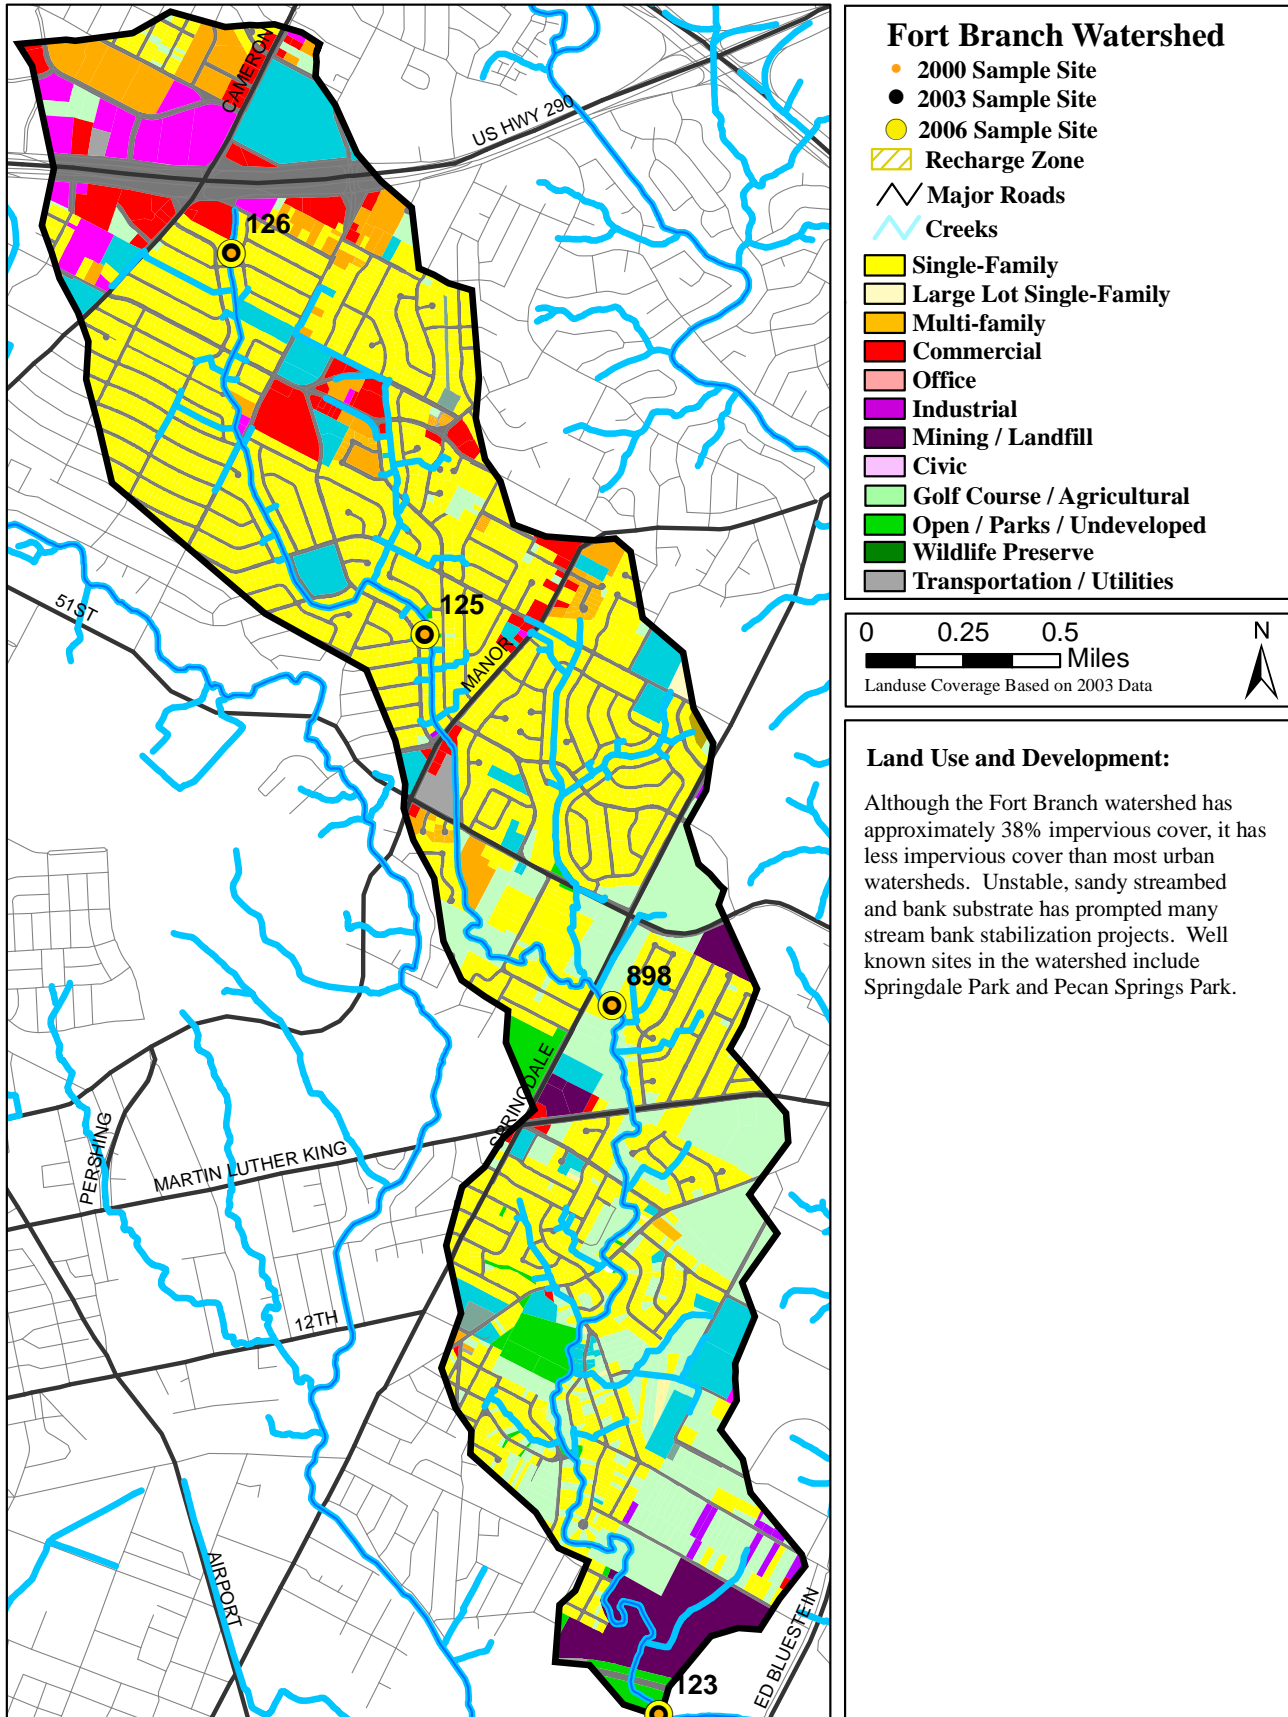 CAMERON
US HWY 290
126
51ST
125
MANOR
898
SPRINGDALE
PERSHING
MARTIN LUTHER KING
12TH
AIRPORT
123
ED BLUESTEIN
Fort Branch Watershed
2000 Sample Site
2003 Sample Site
2006 Sample Site
Recharge Zone
Major Roads
Creeks
Single-Family
Large Lot Single-Family
Multi-family
Commercial
Office
Industrial
Mining / Landfill
Civic
Golf Course / Agricultural
Open / Parks / Undeveloped
Wildlife Preserve
Transportation / Utilities
0 0.25 0.5
Miles
N
Landuse Coverage Based on 2003 Data
Land Use and Development:
Although the Fort Branch watershed has
approximately 38% impervious cover, it has
less impervious cover than most urban
watersheds. Unstable, sandy streambed
and bank substrate has prompted many
stream bank stabilization projects. Well
known sites in the watershed include
Springdale Park and Pecan Springs Park.